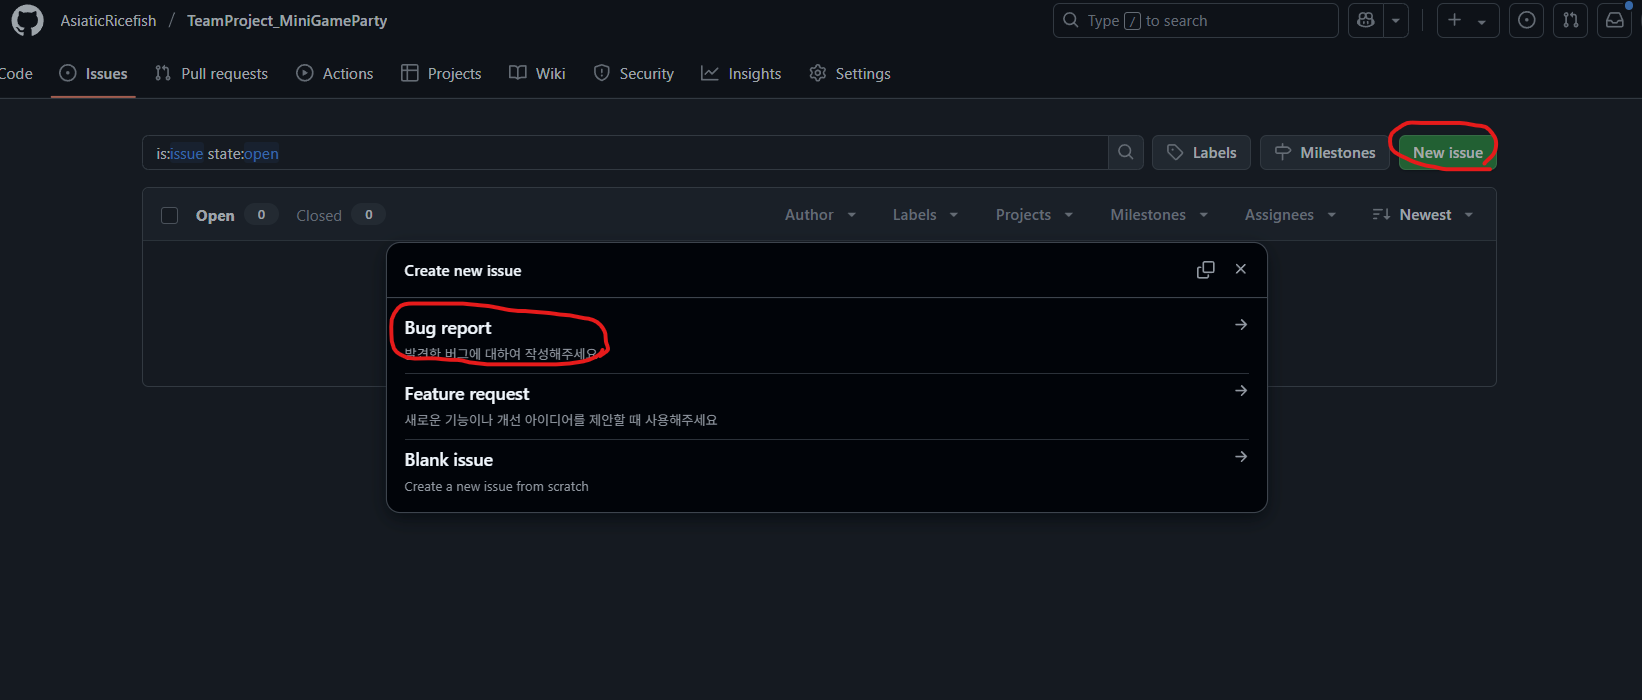 AsiaticRicefish / TeamProject_MiniGameParty
Type / to search
Code Issues Pull requests Actions Projects Wiki Security Insights Settings
is:issue state:open
Labels Milestones New issue
Open 0 Closed 0 Author Labels Projects Milestones Assignees Newest
Create new issue
Bug report
발견한 버그에 대하여 작성해주세요
Feature request
새로운 기능이나 개선 아이디어를 제안할 때 사용해주세요
Blank issue
Create a new issue from scratch